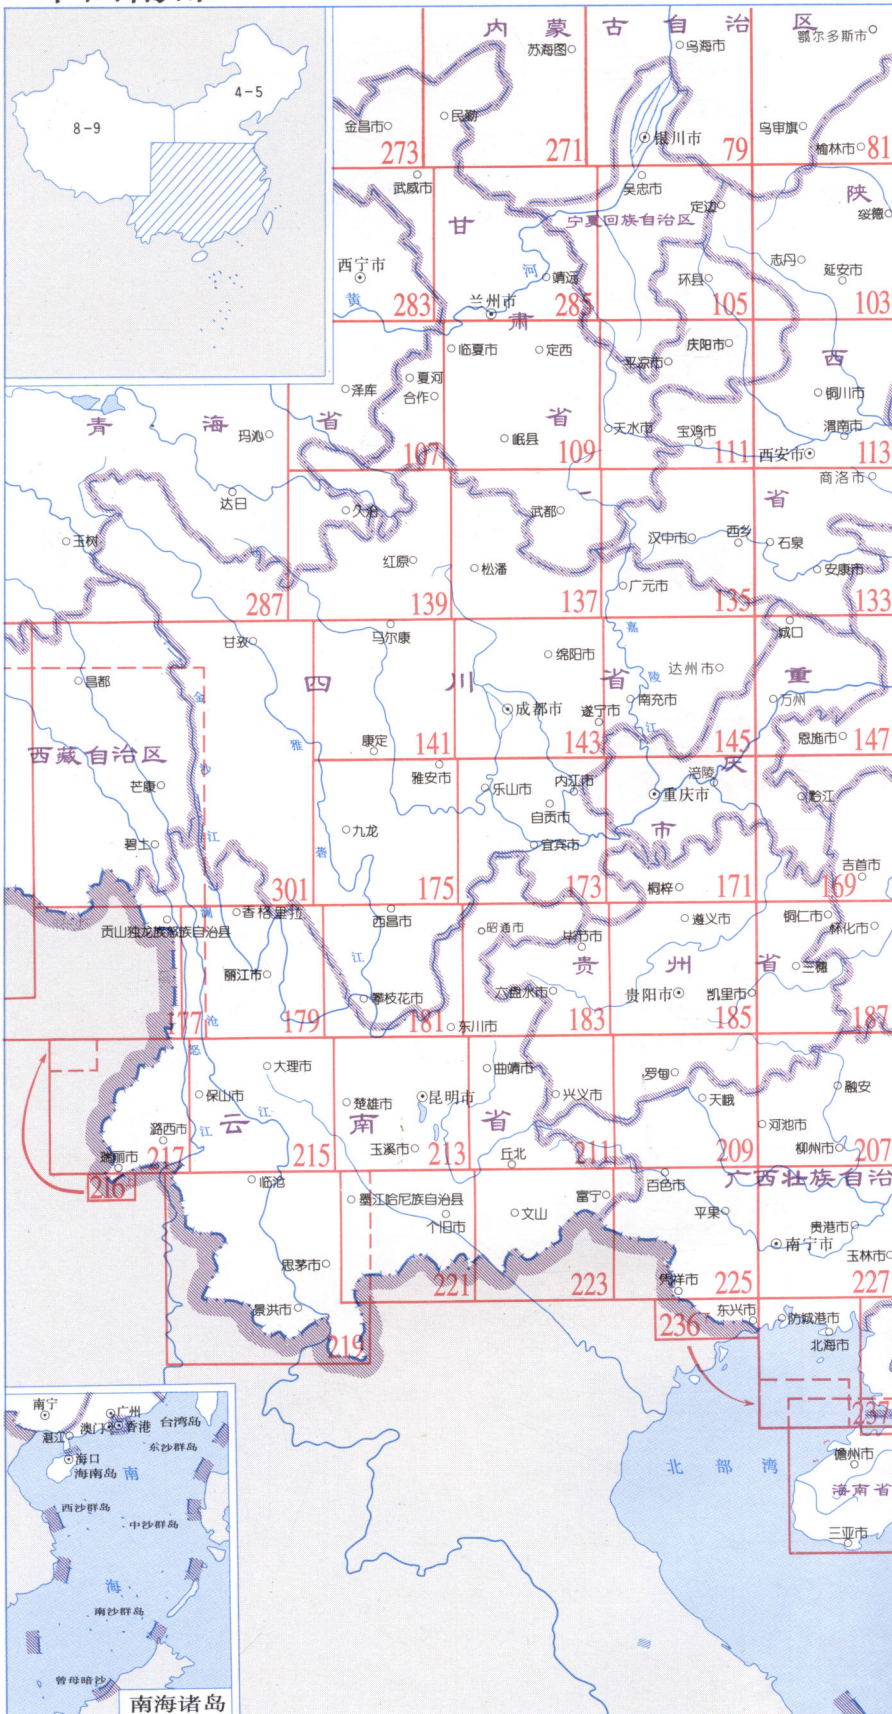 内蒙古自治区
苏海图
乌海市
鄂尔多斯市
8-9
4-5
金昌市
民勤
银川市
乌审旗
榆林市
273
271
79
81
武威市
吴忠市
陕
甘
定边
绥德
宁夏回族自治区
西宁市
河
靖远
环县
志丹
延安市
黄
兰州市
283
285
105
103
肃
临夏市
定西
庆阳市
西
平凉市
泽库
夏河
合作
铜川市
青海省
省
玛沁
岷县
天水市
宝鸡市
渭南市
107
109
111
西安市
113
商洛市
达日
久治
武都
省
玉树
汉中市
西乡
石泉
红原
松潘
安康市
广元市
287
139
137
135
133
甘孜
马尔康
嘉
城口
绵阳市
达州市
昌都
四川省
陵
重
金
南充市
万州
成都市
遂宁市
江
雅
康定
141
143
145
恩施市
147
西藏自治区
沙
庆
雅安市
涪陵
芒康
乐山市
内江市
重庆市
黔江
自贡市
碧土
江
九龙
砻
宜宾市
市
吉首市
301
175
173
桐梓
171
169
香格里拉
西昌市
遵义市
铜仁市
贡山独龙族怒族自治县
澜
昭通市
毕节市
怀化市
江
贵州省
三穗
丽江市
攀枝花市
六盘水市
贵阳市
凯里市
177
沧
179
181
东川市
183
185
187
怒
大理市
曲靖市
罗甸
融安
保山市
楚雄市
昆明市
兴义市
天峨
江
河池市
潞西市
江
云南省
玉溪市
丘北
柳州市
瑞丽市
217
215
213
211
209
207
216
临沧
百色市
广西壮族自治
墨江哈尼族自治县
富宁
平果
贵港市
个旧市
文山
南宁市
玉林市
思茅市
221
223
凭祥市
225
227
景洪市
东兴市
防城港市
236
北海市
219
237
南宁
广州
澳门
香港
台湾岛
湛江
东沙群岛
海口
海南岛
南
儋州市
北部湾
海南省
西沙群岛
中沙群岛
三亚市
海
南沙群岛
曾母暗沙
南海诸岛